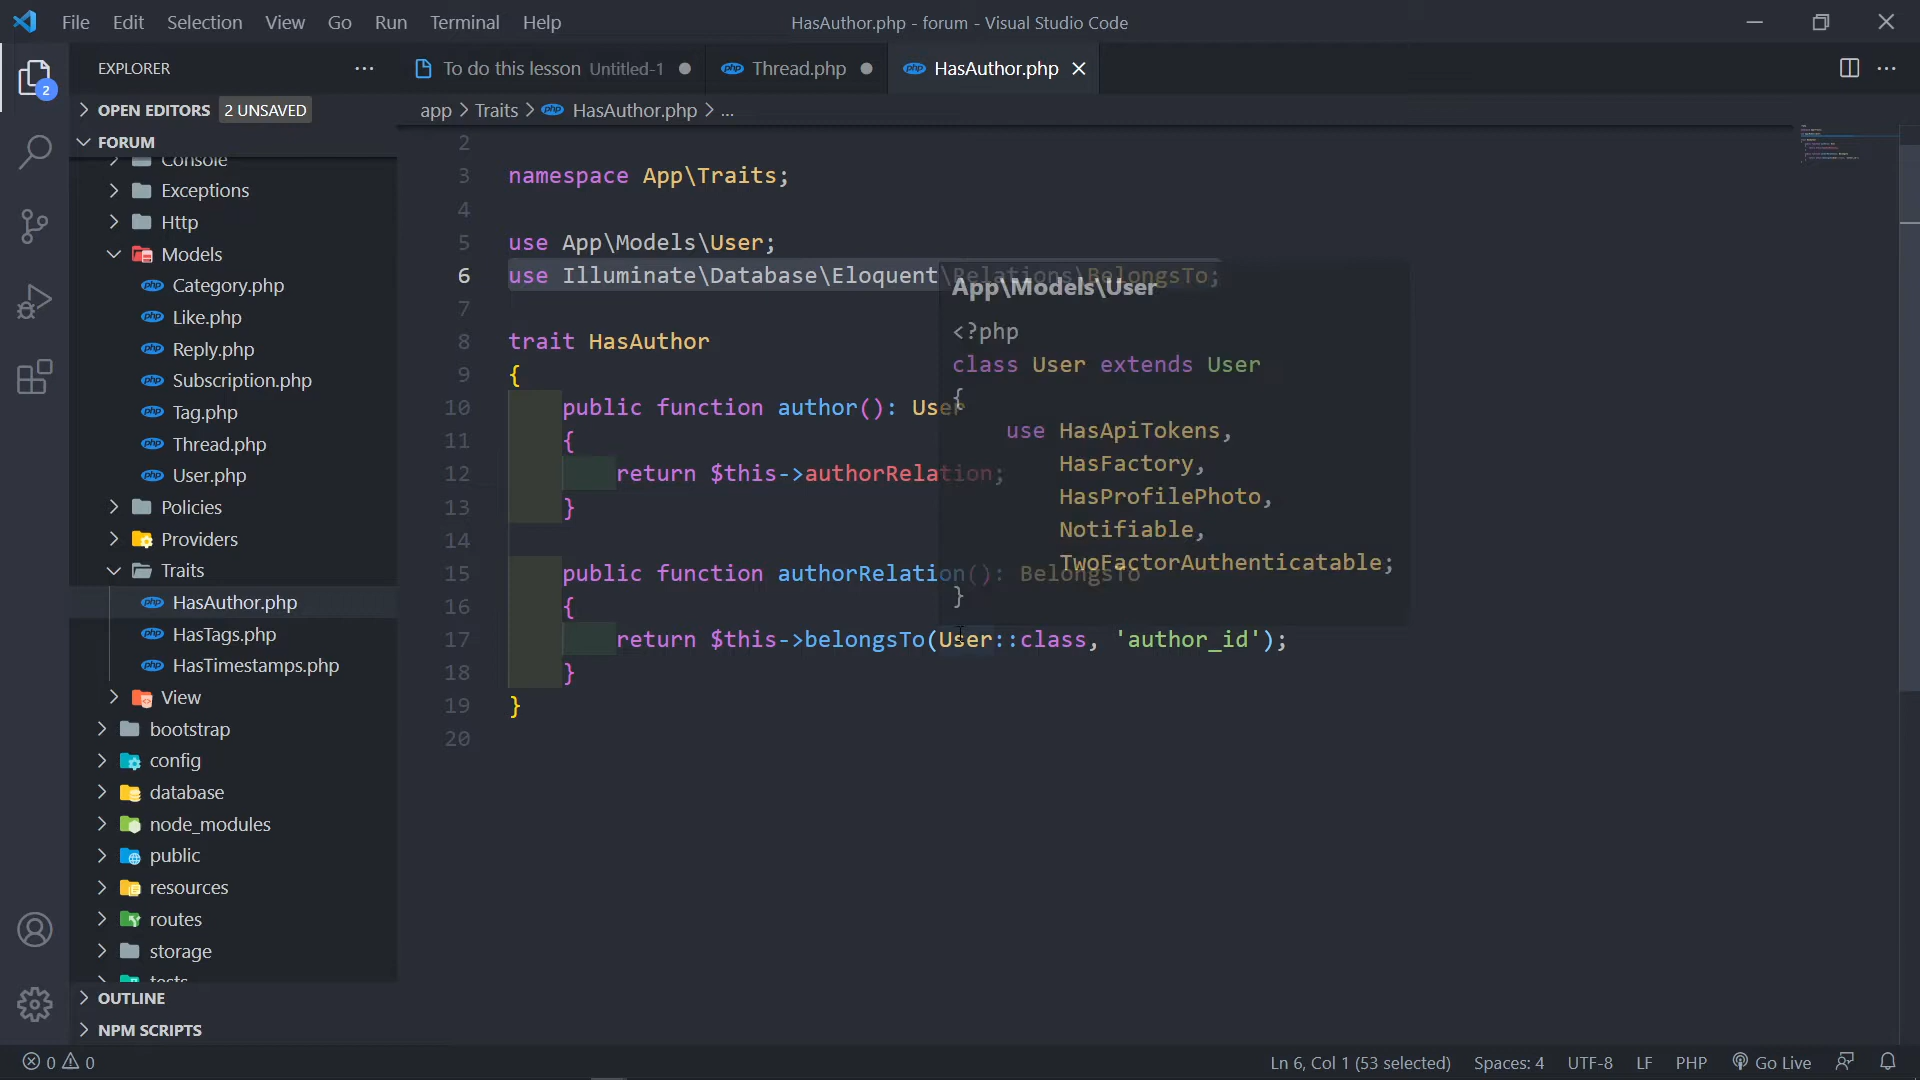 File Edit Selection View Go Run Terminal Help
HasAuthor.php - forum - Visual Studio Code
EXPLORER
To do this lesson Untitled-1
Thread.php
HasAuthor.php
OPEN EDITORS 2 UNSAVED
app > Traits > HasAuthor.php > ...
FORUM
Console
Exceptions
Http
Models
Category.php
Like.php
Reply.php
Subscription.php
Tag.php
Thread.php
User.php
Policies
Providers
Traits
HasAuthor.php
HasTags.php
HasTimestamps.php
View
bootstrap
config
database
node_modules
public
resources
routes
storage
tests
OUTLINE
NPM SCRIPTS
2
2
3 namespace App\Traits;
4
5 use App\Models\User;
6 use Illuminate\Database\Eloquent\Relations\BelongsTo;
7
8 trait HasAuthor
9 {
10 public function author(): User
11 {
12 return $this->authorRelation;
13 }
14
15 public function authorRelation(): BelongsTo
16 {
17 return $this->belongsTo(User::class, 'author_id');
18 }
19 }
20
App\Models\User
<?php
class User extends User
{
use HasApiTokens,
HasFactory,
HasProfilePhoto,
Notifiable,
TwoFactorAuthenticatable;
}
0 0
Ln 6, Col 1 (53 selected) Spaces: 4 UTF-8 LF PHP Go Live